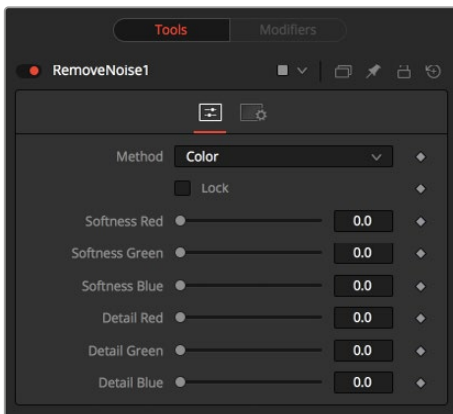 Tools Modifiers
RemoveNoise1
Method Color
Lock
Softness Red 0.0
Softness Green 0.0
Softness Blue 0.0
Detail Red 0.0
Detail Green 0.0
Detail Blue 0.0